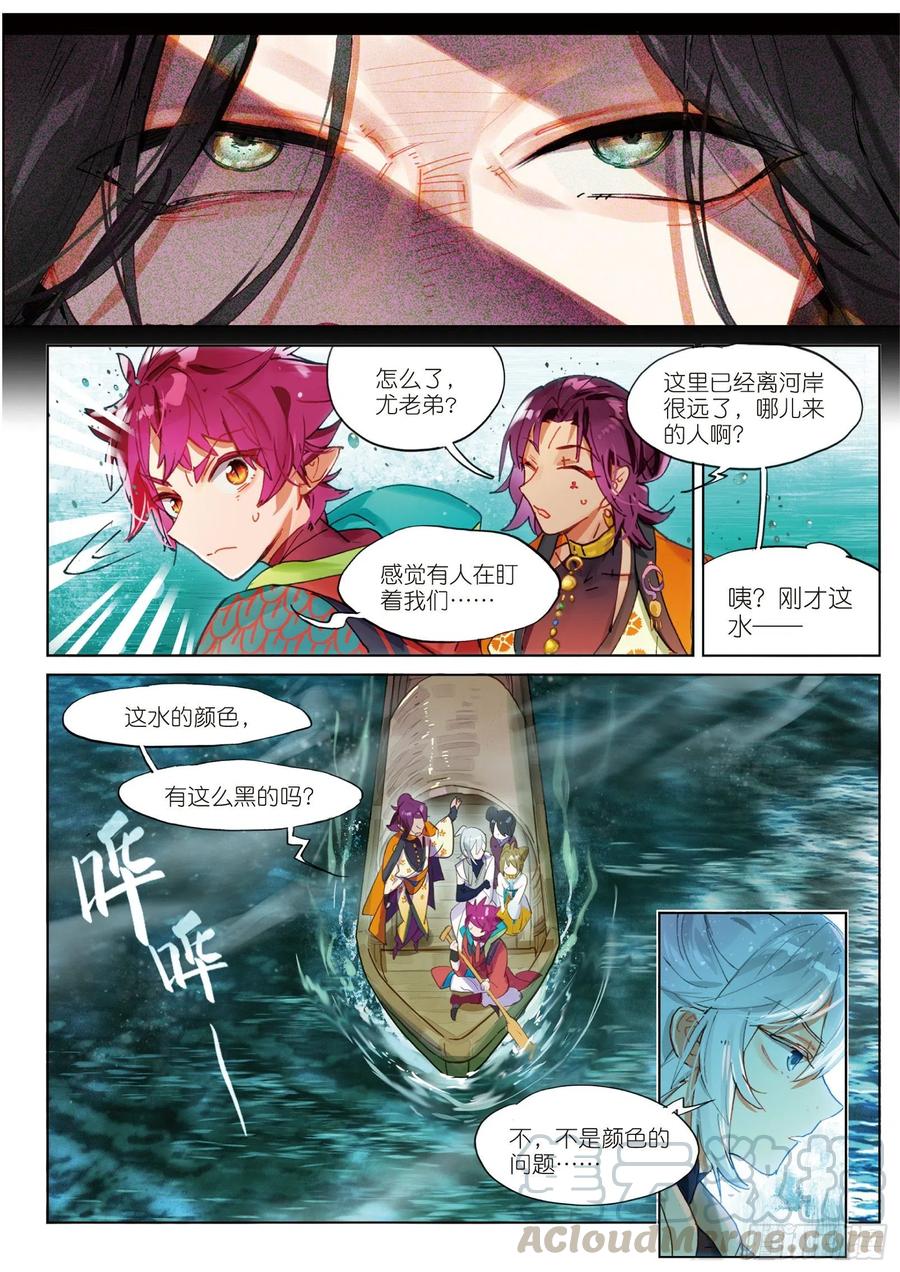 怎么了，
尤老弟？
感觉有人在盯
着我们……
这里已经离河岸
很远了，哪儿来
的人啊？
咦？刚才这
水——
这水的颜色，
有这么黑的吗？
哗
哗
不，不是颜色的
问题……
ACloudMerge.com